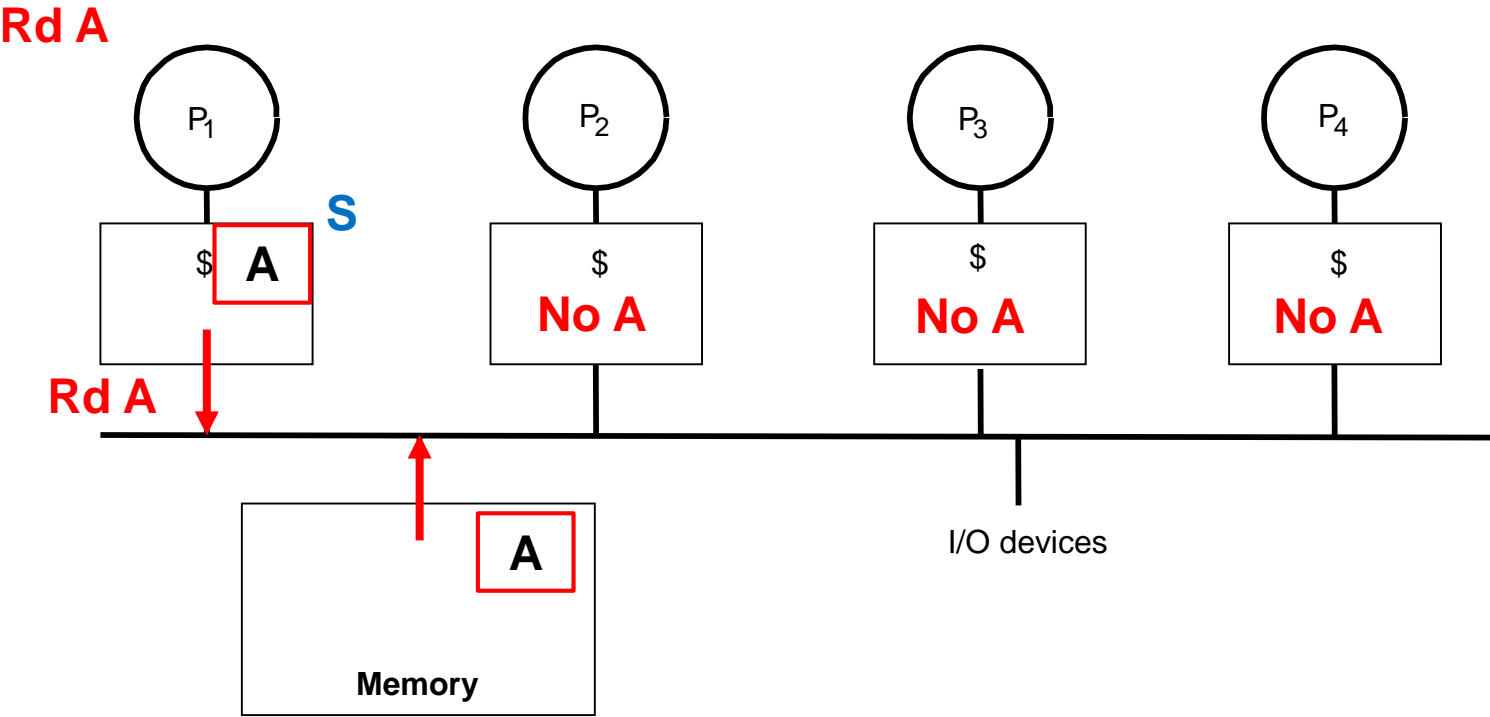 Rd A
P1
P2
P3
P4
S
$
A
$
$
$
No A
No A
No A
Rd A
A
I/O devices
Memory